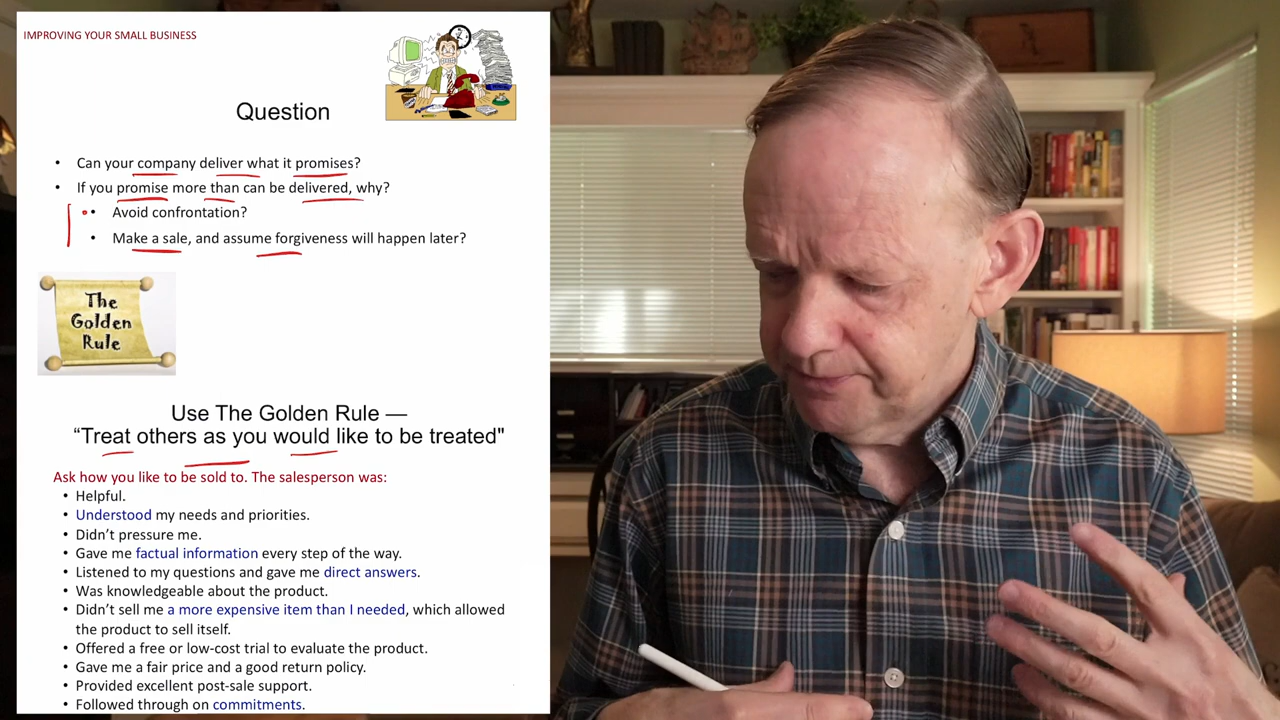 IMPROVING YOUR SMALL BUSINESS
Question
• Can your company deliver what it promises?
• If you promise more than can be delivered, why?
• Avoid confrontation?
• Make a sale, and assume forgiveness will happen later?
The
Golden
Rule
Use The Golden Rule —
“Treat others as you would like to be treated"
Ask how you like to be sold to. The salesperson was:
• Helpful.
• Understood my needs and priorities.
• Didn’t pressure me.
• Gave me factual information every step of the way.
• Listened to my questions and gave me direct answers.
• Was knowledgeable about the product.
• Didn’t sell me a more expensive item than I needed, which allowed
the product to sell itself.
• Offered a free or low-cost trial to evaluate the product.
• Gave me a fair price and a good return policy.
• Provided excellent post-sale support.
• Followed through on commitments.